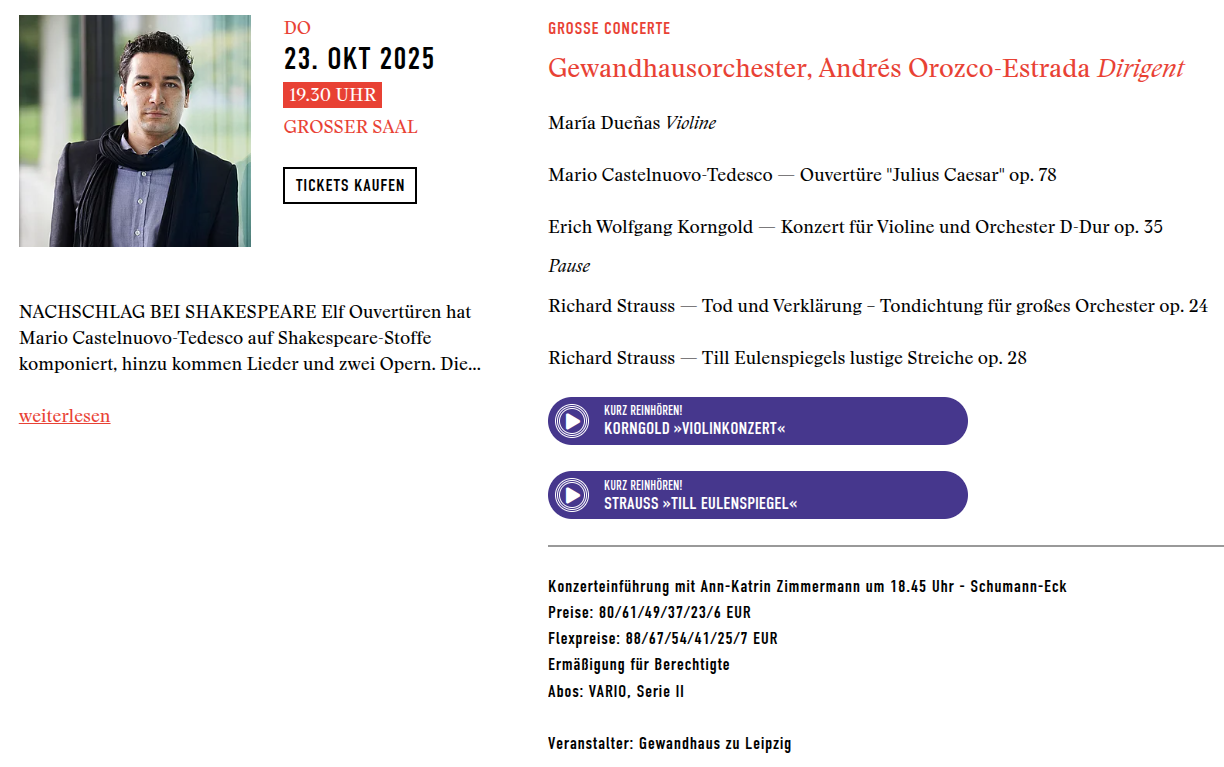 DO
23. OKT 2025
19.30 UHR
GROSSER SAAL
TICKETS KAUFEN
NACHSCHLAG BEI SHAKESPEARE Elf Ouvertüren hat
Mario Castelnuovo-Tedesco auf Shakespeare-Stoffe
komponiert, hinzu kommen Lieder und zwei Opern. Die...
weiterlesen
GROSSE CONCERTE
Gewandhausorchester, Andrés Orozco-Estrada Dirigent
María Dueñas Violine
Mario Castelnuovo-Tedesco — Ouvertüre "Julius Caesar" op. 78
Erich Wolfgang Korngold — Konzert für Violine und Orchester D-Dur op. 35
Pause
Richard Strauss — Tod und Verklärung – Tondichtung für großes Orchester op. 24
Richard Strauss — Till Eulenspiegels lustige Streiche op. 28
KURZ REINHÖREN!
KORNGOLD »VIOLINKONZERT«
KURZ REINHÖREN!
STRAUSS »TILL EULENSPIEGEL«
Konzerteinführung mit Ann-Katrin Zimmermann um 18.45 Uhr - Schumann-Eck
Preise: 80/61/49/37/23/6 EUR
Flexpreise: 88/67/54/41/25/7 EUR
Ermäßigung für Berechtigte
Abos: VARIO, Serie II
Veranstalter: Gewandhaus zu Leipzig